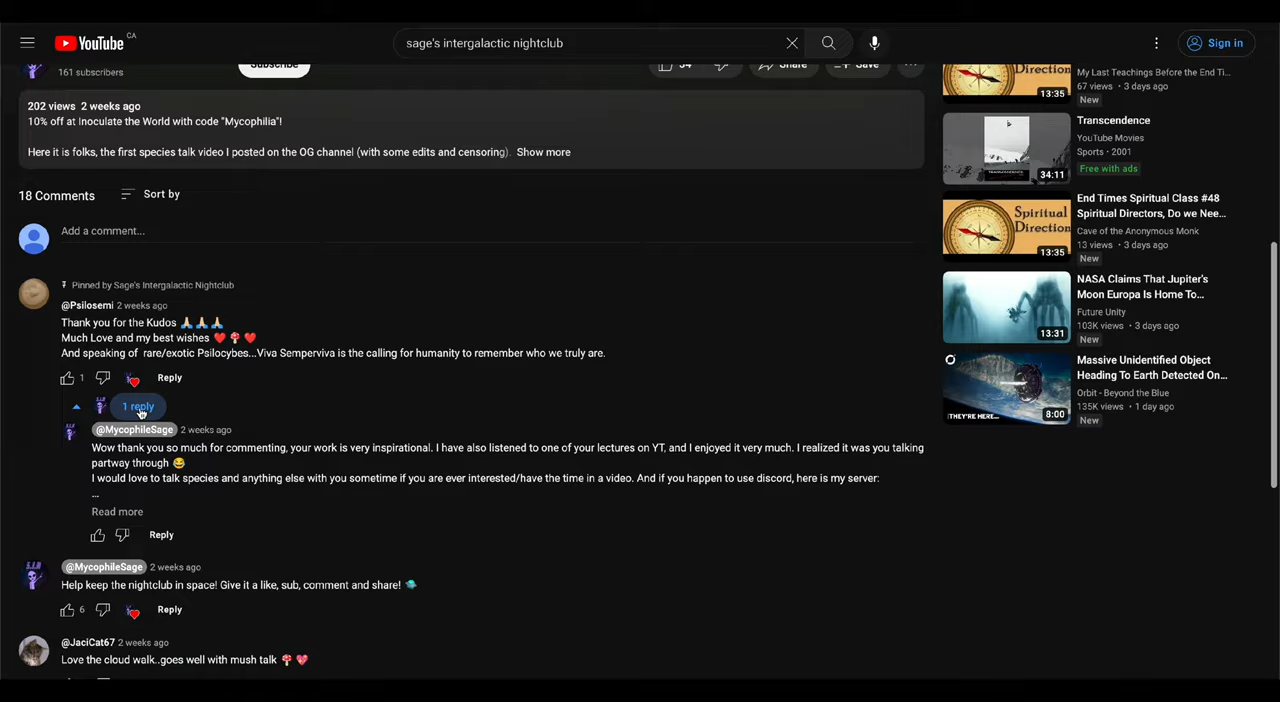 YouTube CA
sage's intergalactic nightclub
Sign in
161 subscribers
Subscribe
34
Share
Save
202 views 2 weeks ago
10% off at Inoculate the World with code "Mycophilia"!
Here it is folks, the first species talk video I posted on the OG channel (with some edits and censoring). Show more
18 Comments
Sort by
Add a comment...
Pinned by Sage's Intergalactic Nightclub
@Psilosemi 2 weeks ago
Thank you for the Kudos 🙏🙏🙏
Much Love and my best wishes ❤️🍄❤️
And speaking of rare/exotic Psilocybes...Viva Semperviva is the calling for humanity to remember who we truly are.
1
Reply
1 reply
@MycophileSage 2 weeks ago
Wow thank you so much for commenting, your work is very inspirational. I have also listened to one of your lectures on YT, and I enjoyed it very much. I realized it was you talking
partway through 😂
I would love to talk species and anything else with you sometime if you are ever interested/have the time in a video. And if you happen to use discord, here is my server:
...
Read more
Reply
S.I.N
@MycophileSage 2 weeks ago
Help keep the nightclub in space! Give it a like, sub, comment and share! 🛸
6
Reply
@JaciCat67 2 weeks ago
Love the cloud walk..goes well with mush talk 🍄💖
Direction
13:35
My Last Teachings Before the End Ti...
67 views • 3 days ago
New
34:11
Transcendence
YouTube Movies
Sports • 2001
Free with ads
Spiritual
Direction
13:35
End Times Spiritual Class #48
Spiritual Directors, Do we Nee...
Cave of the Anonymous Monk
13 views • 3 days ago
New
13:31
NASA Claims That Jupiter's
Moon Europa Is Home To...
Future Unity
103K views • 3 days ago
New
THEY'RE HERE...
8:00
Massive Unidentified Object
Heading To Earth Detected On...
Orbit - Beyond the Blue
135K views • 1 day ago
New